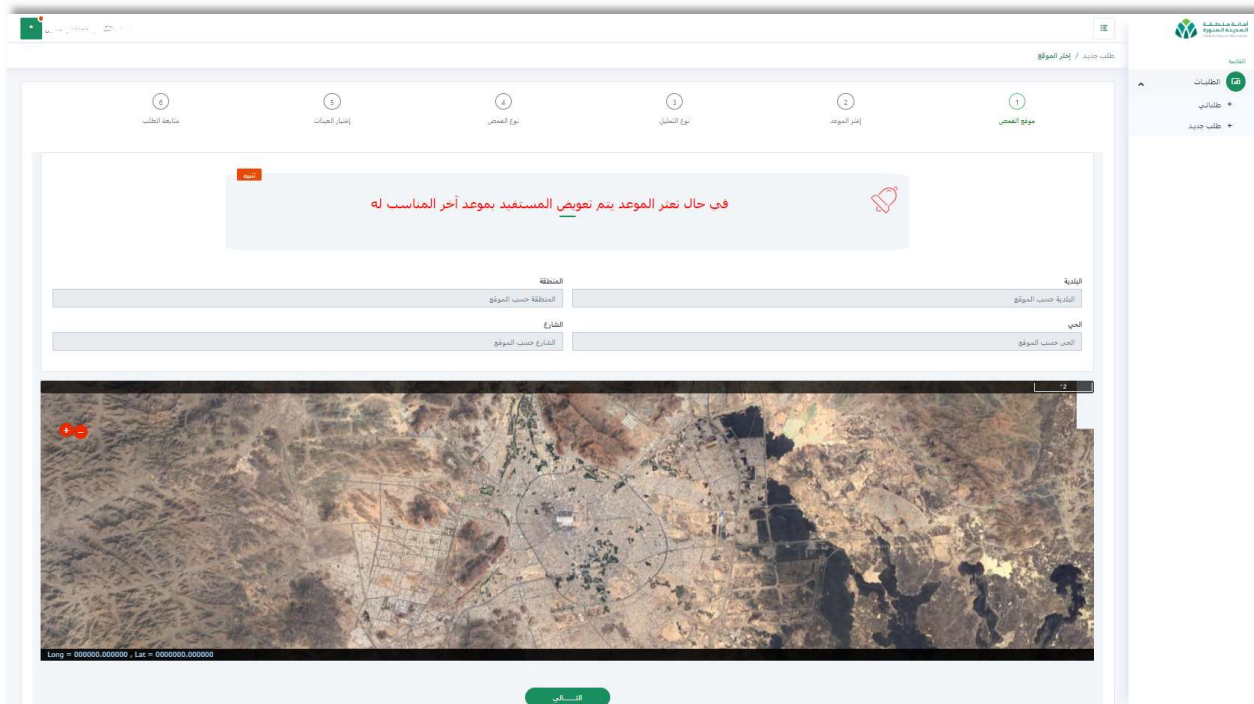 أمانة منطقة
المدينة المنورة
القائمة
الطلبات
طلباتي
طلب جديد
طلب جديد / إختر الموقع
1
موقع الفحص
2
إختر الموعد
3
نوع التحليل
4
نوع الفحص
5
إختيار العينات
6
متابعة الطلب
تنبيه
في حال تعثر الموعد يتم تعويض المستفيد بموعد آخر المناسب له
البلدية
البلدية حسب الموقع
المنطقة
المنطقة حسب الموقع
الحي
الحى حسب الموقع
الشارع
الشارع حسب الموقع
Long = 000000.000000 , Lat = 0000000.000000
التـــــالي